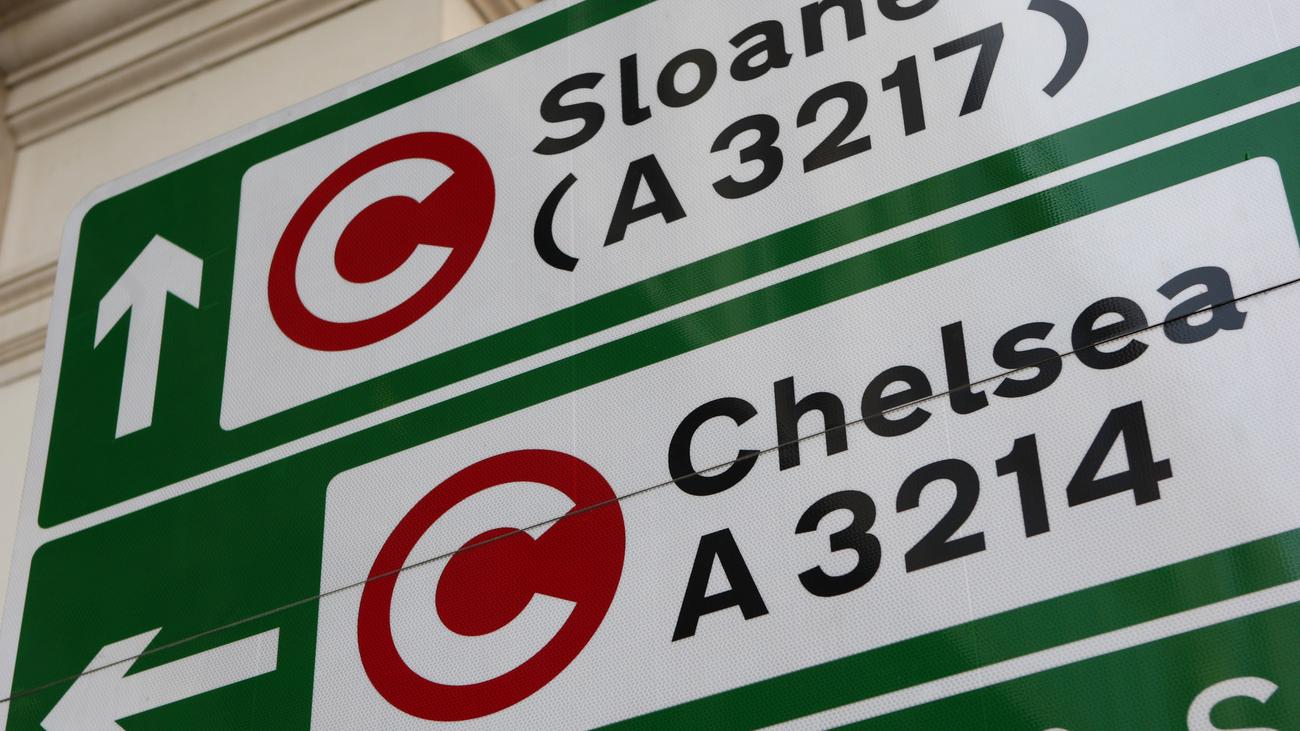 C Sloane
(A 3217)
C Chelsea
A 3214